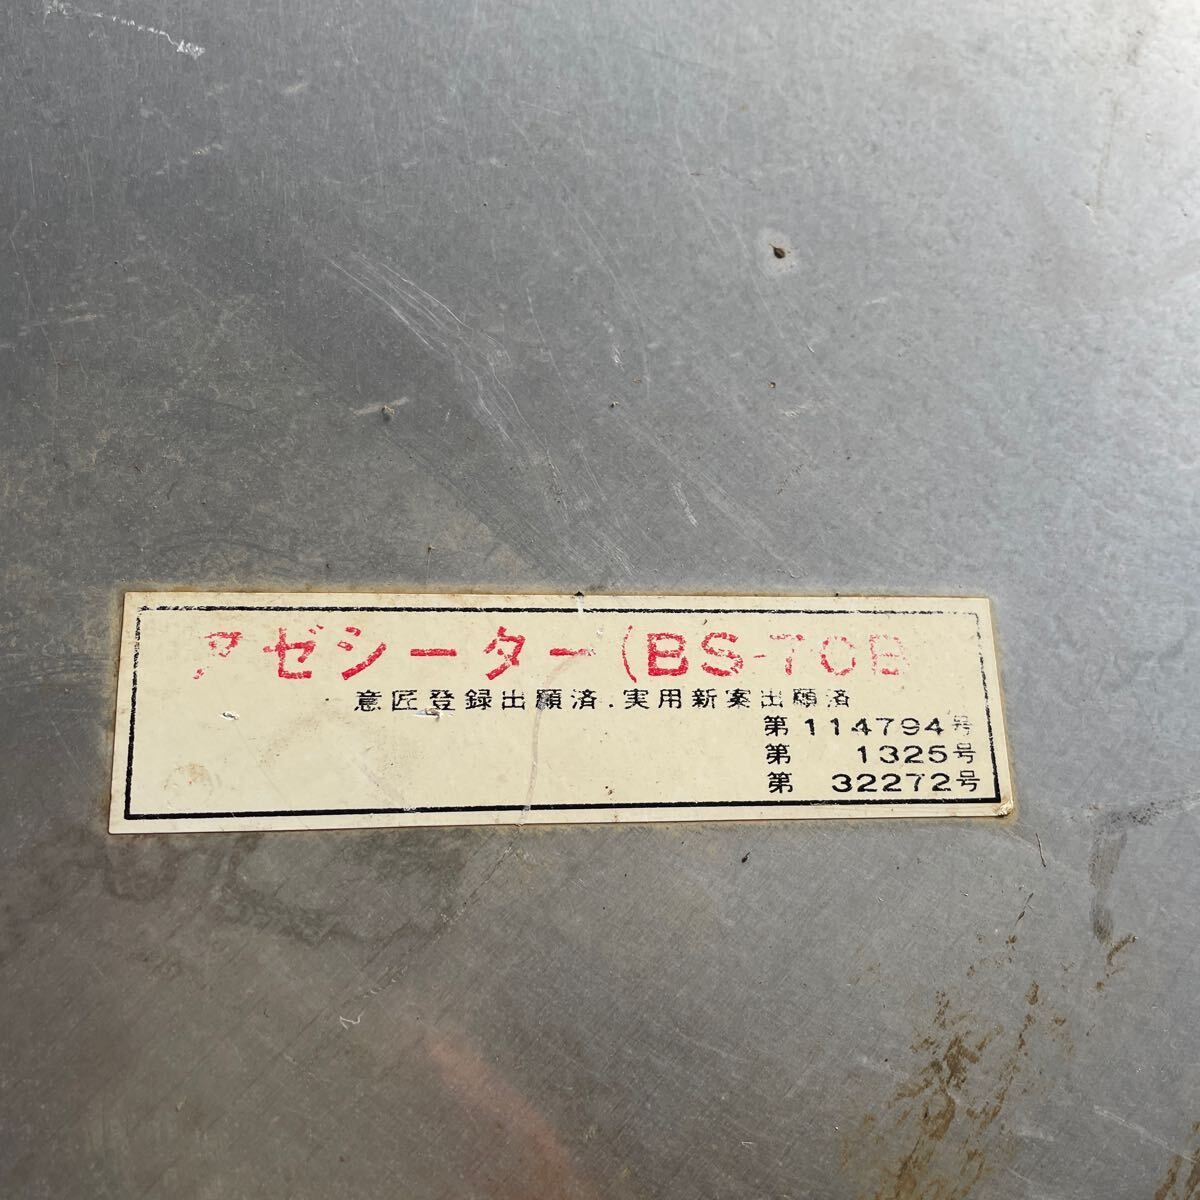 アゼシーター(BS-70B
意匠登録出願済.実用新案出願済
第114794号
第 1325号
第 32272号